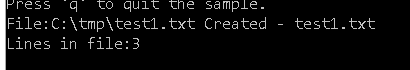 Press 'q' to quit the sample.
File:C:\tmp\test1.txt Created - test1.txt
Lines in file:3